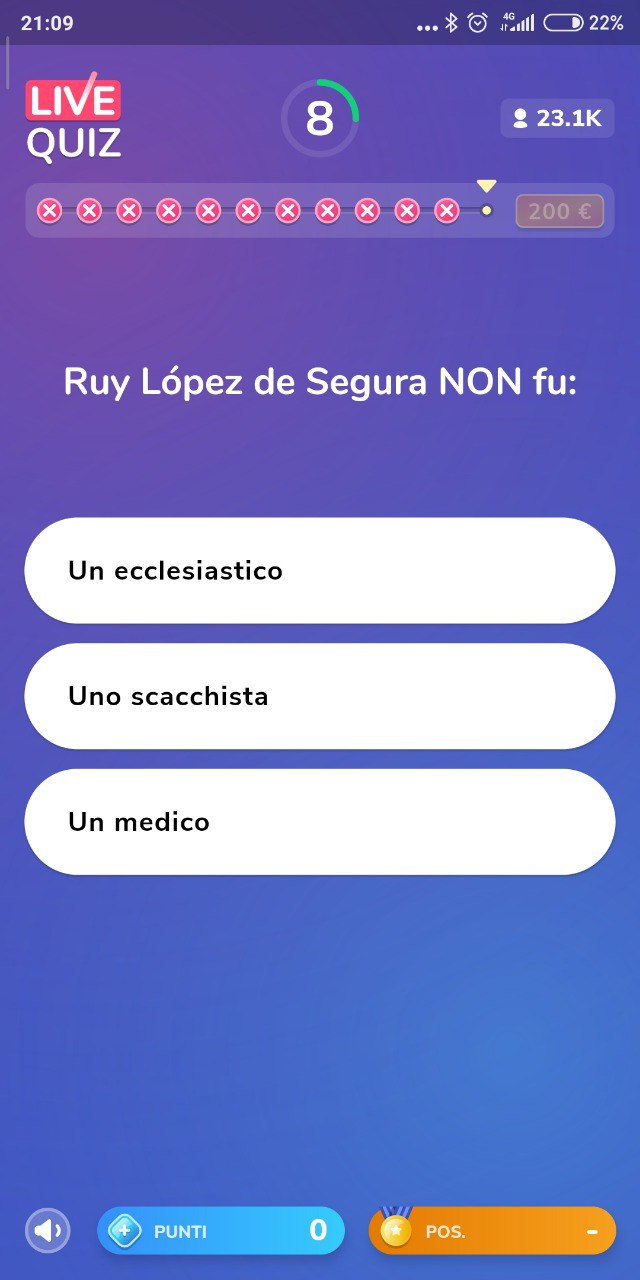 21:09
4G
22%
LIVE
QUIZ
8
23.1K
200 €
Ruy López de Segura NON fu:
Un ecclesiastico
Uno scacchista
Un medico
PUNTI
0
POS.
-